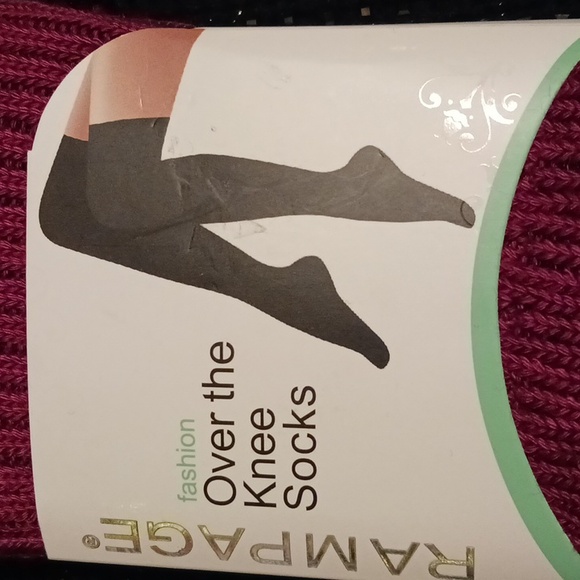 fashion
Over the
Knee
Socks
RAMPAGE®